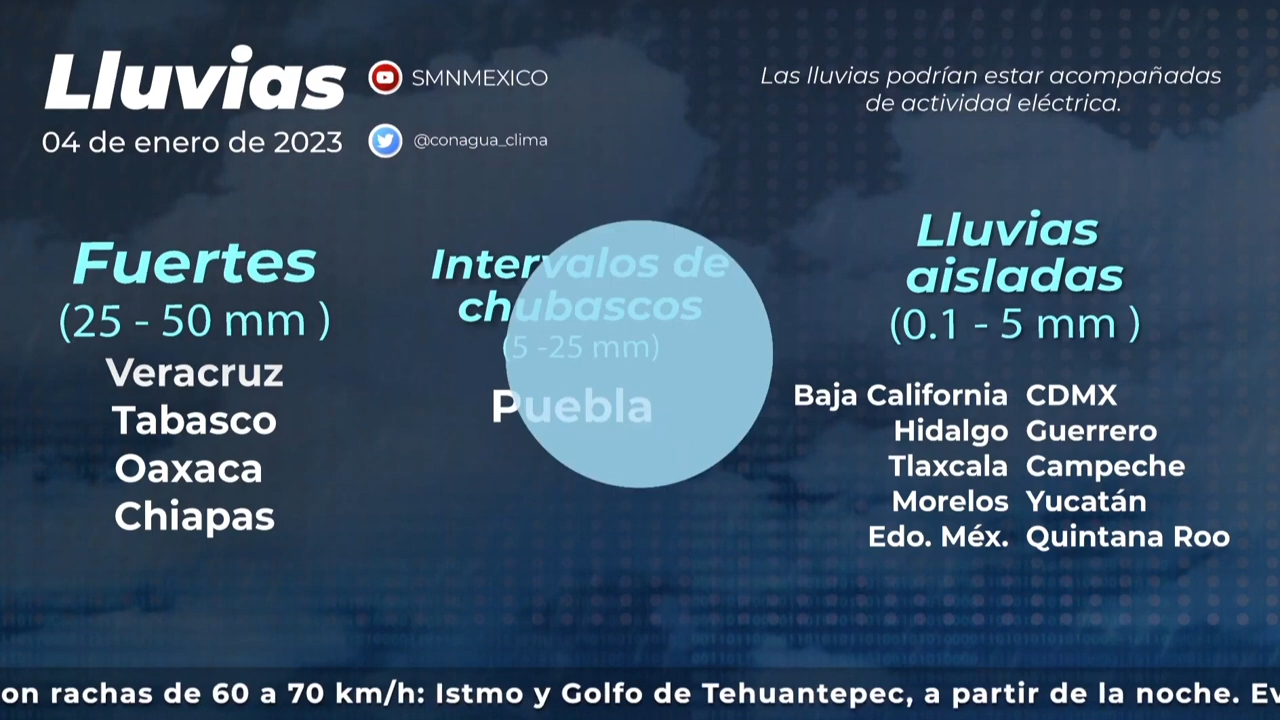 Lluvias
04 de enero de 2023
SMNMEXICO
@conagua_clima
Las lluvias podrían estar acompañadas
de actividad eléctrica.
Fuertes
(25 - 50 mm )
Veracruz
Tabasco
Oaxaca
Chiapas
Intervalos de
chubascos
(5 -25 mm)
Puebla
Lluvias
aisladas
(0.1 - 5 mm )
Baja California CDMX
Hidalgo Guerrero
Tlaxcala Campeche
Morelos Yucatán
Edo. Méx. Quintana Roo
on rachas de 60 a 70 km/h: Istmo y Golfo de Tehuantepec, a partir de la noche. Ev